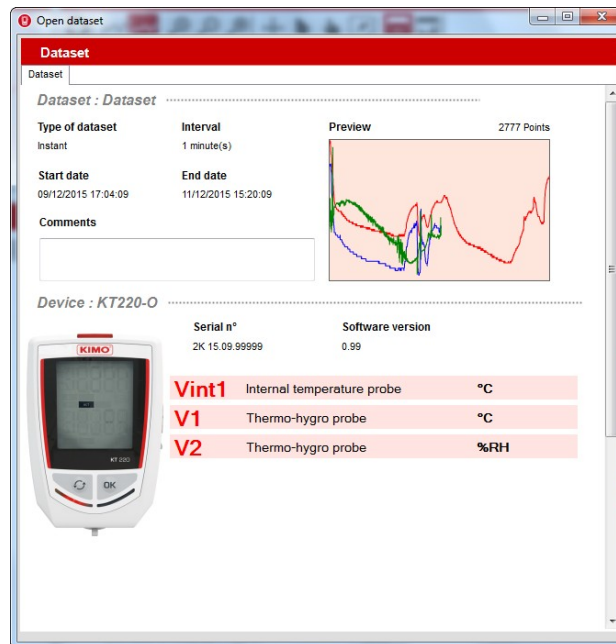 Open dataset
Dataset
Dataset
Dataset : Dataset
Type of dataset Interval Preview 2777 Points
Instant 1 minute(s)
Start date End date
09/12/2015 17:04:09 11/12/2015 15:20:09
Comments
Device : KT220-O
Serial n° Software version
2K 15.09.99999 0.99
KIMO
Vint1 Internal temperature probe °C
V1 Thermo-hygro probe °C
V2 Thermo-hygro probe %RH
KT 220
OK